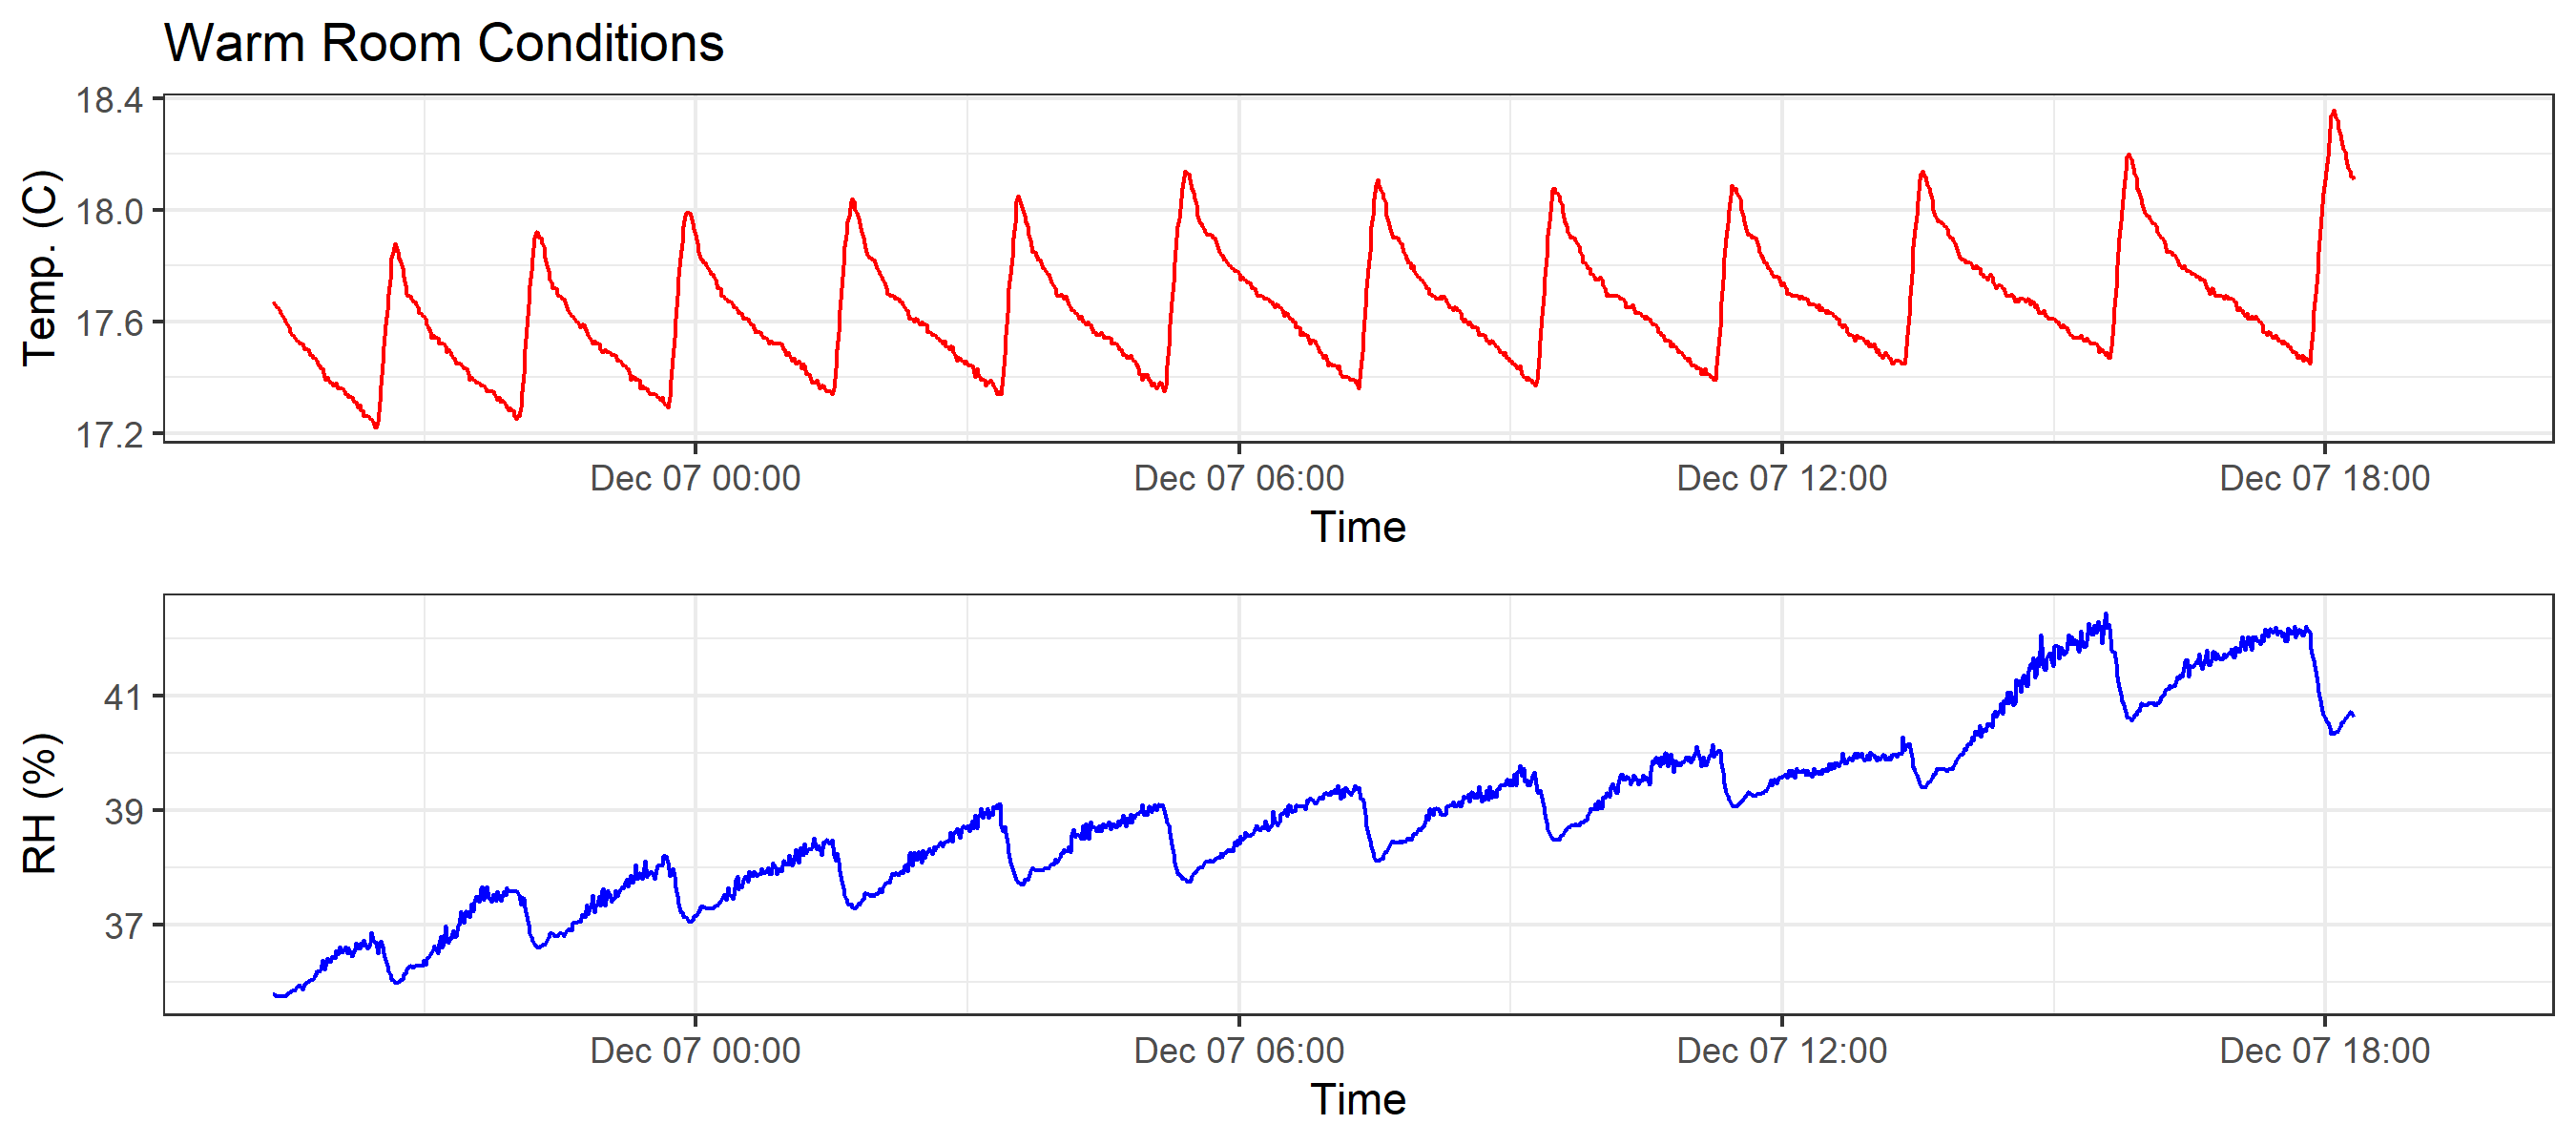 Warm Room Conditions
Temp. (C)
18.4
18.0
17.6
17.2
Dec 07 00:00 Dec 07 06:00 Dec 07 12:00 Dec 07 18:00
Time
RH (%)
41
39
37
Dec 07 00:00 Dec 07 06:00 Dec 07 12:00 Dec 07 18:00
Time